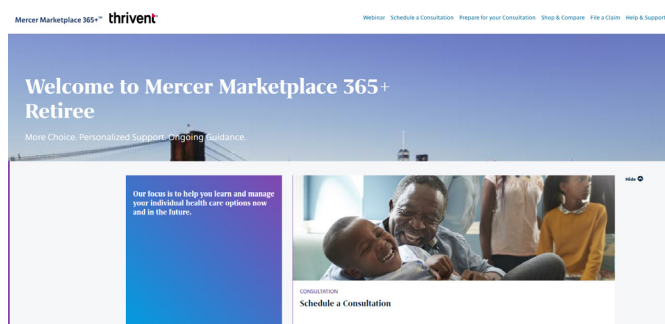 Mercer Marketplace 365+™ thrivent®
Webinar Schedule a Consultation Prepare for your Consultation Shop & Compare File a Claim Help & Support
Welcome to Mercer Marketplace 365+
Retiree
More Choice. Personalized Support. Ongoing Guidance.
Hide
Our focus is to help you learn and manage
your individual health care options now
and in the future.
CONSULTATION
Schedule a Consultation